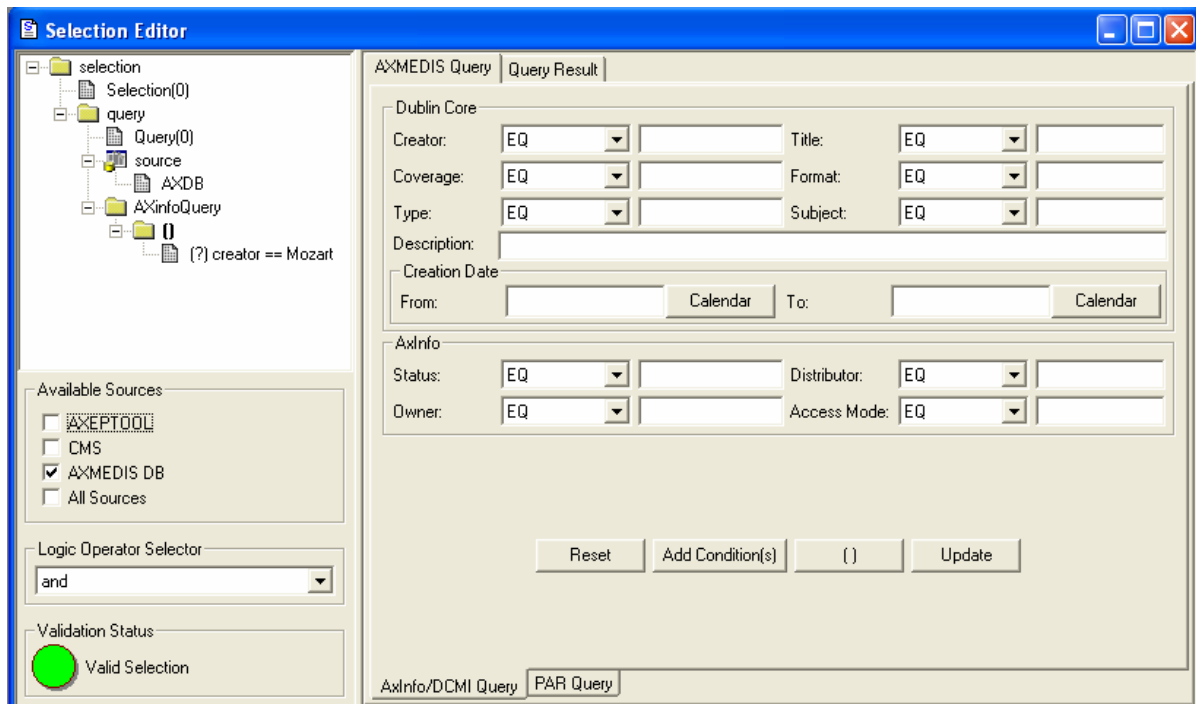 Selection Editor
selection
Selection(0)
query
Query(0)
source
AXDB
AXinfoQuery
()
(?) creator == Mozart
Available Sources
AXEPTOOL
CMS
AXMEDIS DB
All Sources
Logic Operator Selector
and
Validation Status
Valid Selection
AXMEDIS Query Query Result
Dublin Core
Creator: EQ Title: EQ
Coverage: EQ Format: EQ
Type: EQ Subject: EQ
Description:
Creation Date
From: Calendar To: Calendar
AxInfo
Status: EQ Distributor: EQ
Owner: EQ Access Mode: EQ
Reset Add Condition(s) ( ) Update
AxInfo/DCMI Query PAR Query